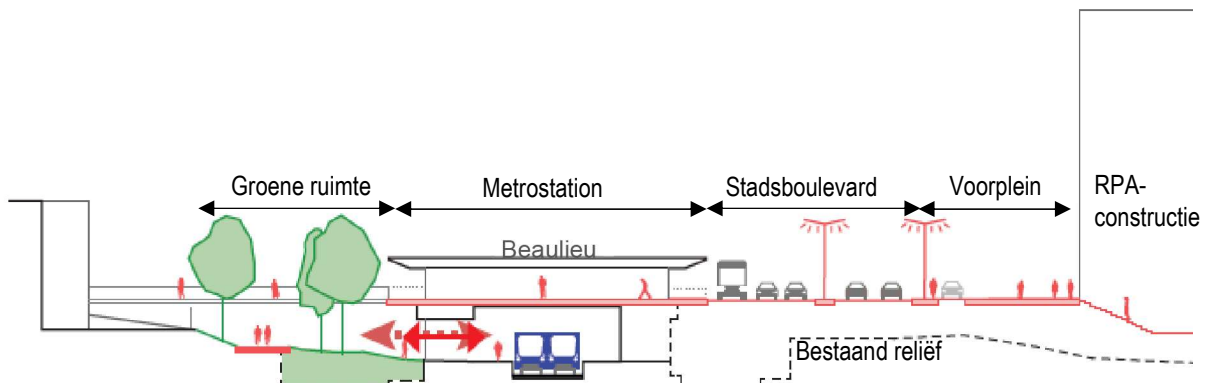 Groene ruimte
Metrostation
Stadsboulevard
Voorplein
RPA-
constructie
Beaulieu
Bestaand reliëf